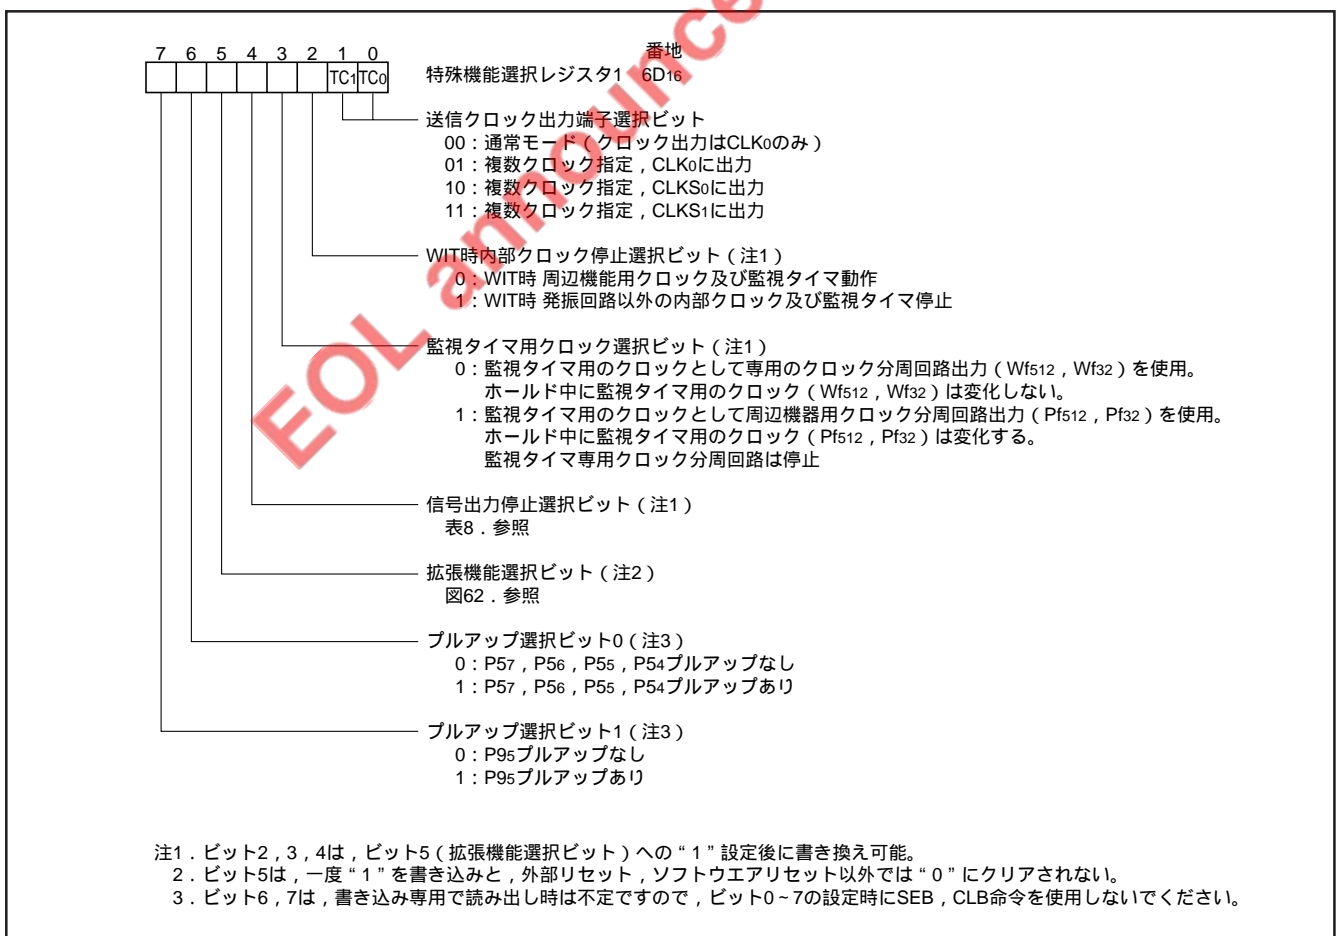 EOL announce
7 6 5 4 3 2 1 0
TC1 TC0
番地
特殊機能選択レジスタ1 6D16
送信クロック出力端子選択ビット
00：通常モード（クロック出力はCLK0のみ）
01：複数クロック指定，CLK0に出力
10：複数クロック指定，CLKS0に出力
11：複数クロック指定，CLKS1に出力
WIT時内部クロック停止選択ビット（注1）
0：WIT時 周辺機能用クロック及び監視タイマ動作
1：WIT時 発振回路以外の内部クロック及び監視タイマ停止
監視タイマ用クロック選択ビット（注1）
0：監視タイマ用のクロックとして専用のクロック分周回路出力（Wf512，Wf32）を使用。
ホールド中に監視タイマ用のクロック（Wf512，Wf32）は変化しない。
1：監視タイマ用のクロックとして周辺機器用クロック分周回路出力（Pf512，Pf32）を使用。
ホールド中に監視タイマ用のクロック（Pf512，Pf32）は変化する。
監視タイマ専用クロック分周回路は停止
信号出力停止選択ビット（注1）
表8．参照
拡張機能選択ビット（注2）
図62．参照
プルアップ選択ビット0（注3）
0：P57，P56，P55，P54プルアップなし
1：P57，P56，P55，P54プルアップあり
プルアップ選択ビット1（注3）
0：P95プルアップなし
1：P95プルアップあり
注1．ビット2，3，4は，ビット5（拡張機能選択ビット）への“1”設定後に書き換え可能。
2．ビット5は，一度“1”を書き込みと，外部リセット，ソフトウエアリセット以外では“0”にクリアされない。
3．ビット6，7は，書き込み専用で読み出し時は不定ですので，ビット0~7の設定時にSEB，CLB命令を使用しないでください。